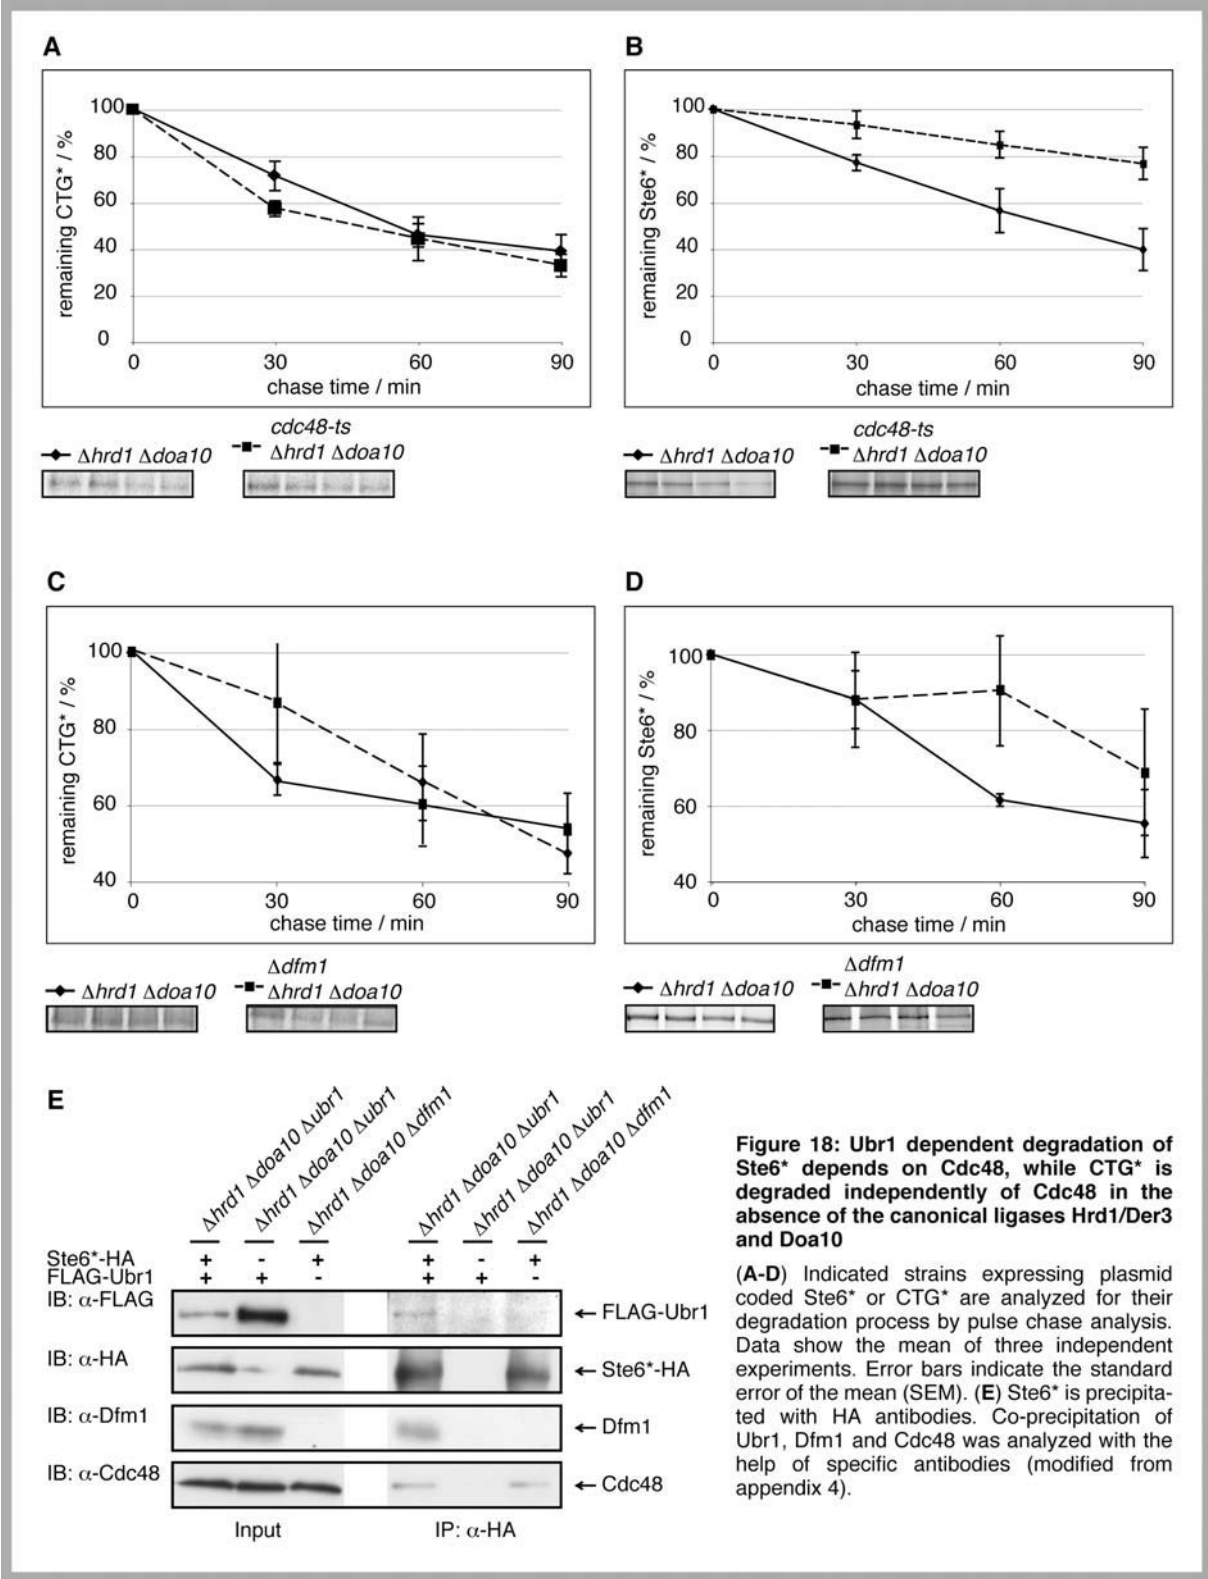 A
100
80
60
40
20
0
remaining CTG* / %
0 30 60 90
chase time / min
Δhrd1 Δdoa10
cdc48-ts
Δhrd1 Δdoa10
B
100
80
60
40
20
0
remaining Ste6* / %
0 30 60 90
chase time / min
Δhrd1 Δdoa10
cdc48-ts
Δhrd1 Δdoa10
C
100
80
60
40
remaining CTG* / %
0 30 60 90
chase time / min
Δhrd1 Δdoa10
Δdfm1
Δhrd1 Δdoa10
D
100
80
60
40
remaining Ste6* / %
0 30 60 90
chase time / min
Δhrd1 Δdoa10
Δdfm1
Δhrd1 Δdoa10
E
Δhrd1 Δdoa10 Δubr1
Δhrd1 Δdoa10 Δubr1
Δhrd1 Δdoa10 Δdfm1
Δhrd1 Δdoa10 Δubr1
Δhrd1 Δdoa10 Δubr1
Δhrd1 Δdoa10 Δdfm1
Ste6*-HA + - + + - +
FLAG-Ubr1 + + - + + -
IB: α-FLAG ← FLAG-Ubr1
IB: α-HA ← Ste6*-HA
IB: α-Dfm1 ← Dfm1
IB: α-Cdc48 ← Cdc48
Input IP: α-HA
Figure 18: Ubr1 dependent degradation of
Ste6* depends on Cdc48, while CTG* is
degraded independently of Cdc48 in the
absence of the canonical ligases Hrd1/Der3
and Doa10
(A-D) Indicated strains expressing plasmid
coded Ste6* or CTG* are analyzed for their
degradation process by pulse chase analysis.
Data show the mean of three independent
experiments. Error bars indicate the standard
error of the mean (SEM). (E) Ste6* is precipita-
ted with HA antibodies. Co-precipitation of
Ubr1, Dfm1 and Cdc48 was analyzed with the
help of specific antibodies (modified from
appendix 4).